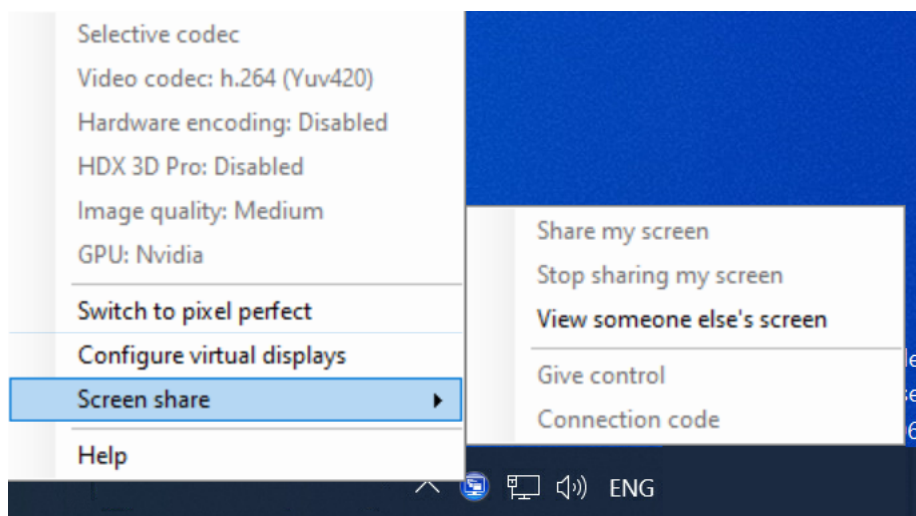 Selective codec
Video codec: h.264 (Yuv420)
Hardware encoding: Disabled
HDX 3D Pro: Disabled
Image quality: Medium
GPU: Nvidia
Switch to pixel perfect
Configure virtual displays
Screen share
Help
Share my screen
Stop sharing my screen
View someone else's screen
Give control
Connection code
ENG